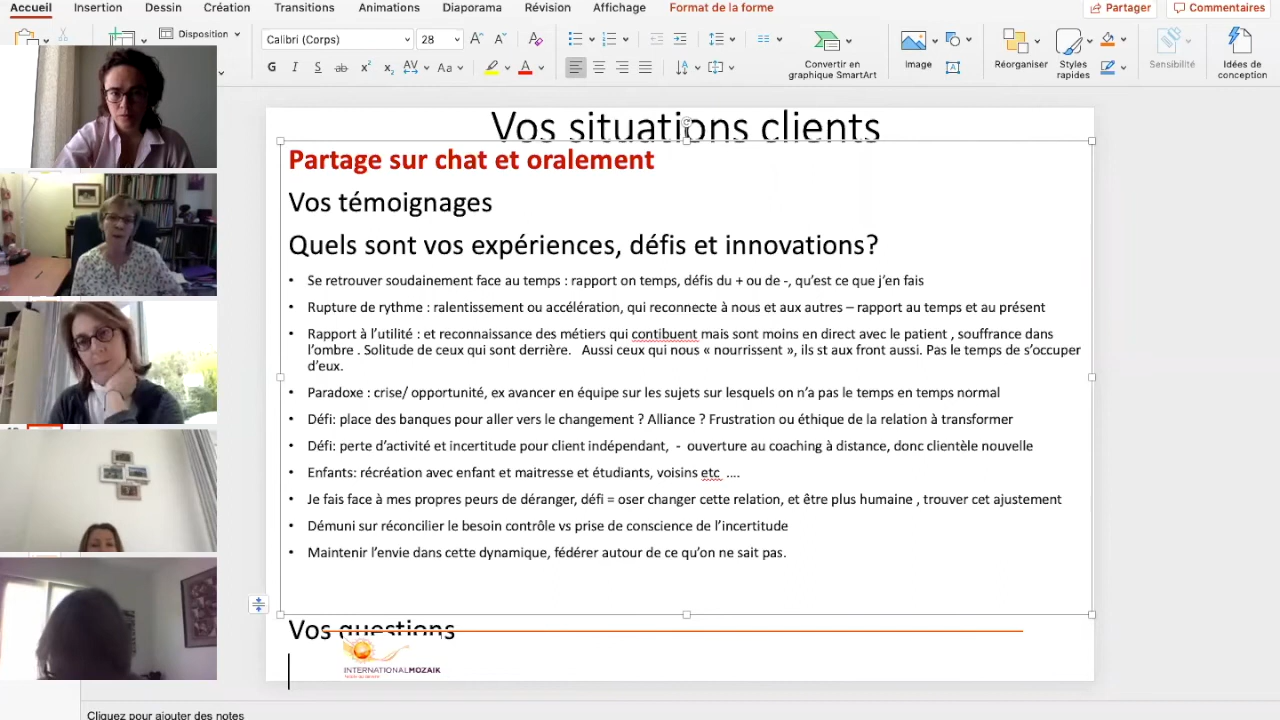 Accueil Insertion Dessin Création Transitions Animations Diaporama Révision Affichage Format de la forme Partager Commentaires
Disposition Calibri (Corps) 28
Convertir en graphique SmartArt Image Réorganiser Styles rapides Sensibilité Idées de conception
Vos situations clients
Partage sur chat et oralement
Vos témoignages
Quels sont vos expériences, défis et innovations?
• Se retrouver soudainement face au temps : rapport on temps, défis du + ou de -, qu’est ce que j’en fais
• Rupture de rythme : ralentissement ou accélération, qui reconnecte à nous et aux autres – rapport au temps et au présent
• Rapport à l’utilité : et reconnaissance des métiers qui contibuent mais sont moins en direct avec le patient , souffrance dans
l’ombre . Solitude de ceux qui sont derrière. Aussi ceux qui nous « nourrissent », ils st aux front aussi. Pas le temps de s’occuper
d’eux.
• Paradoxe : crise/ opportunité, ex avancer en équipe sur les sujets sur lesquels on n’a pas le temps en temps normal
• Défi: place des banques pour aller vers le changement ? Alliance ? Frustration ou éthique de la relation à transformer
• Défi: perte d’activité et incertitude pour client indépendant, - ouverture au coaching à distance, donc clientèle nouvelle
• Enfants: récréation avec enfant et maitresse et étudiants, voisins etc ....
• Je fais face à mes propres peurs de déranger, défi = oser changer cette relation, et être plus humaine , trouver cet ajustement
• Démuni sur réconcilier le besoin contrôle vs prise de conscience de l’incertitude
• Maintenir l’envie dans cette dynamique, fédérer autour de ce qu’on ne sait pas.
Vos questions
INTERNATIONALMOZAIK
Cliquez pour ajouter des notes